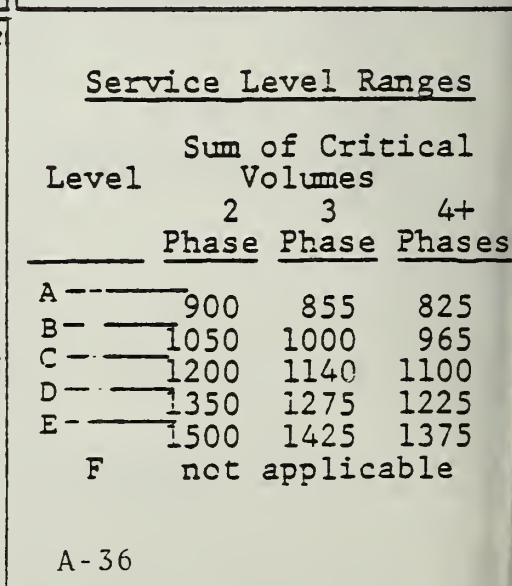 Service Level Ranges
Sum of Critical
Level Volumes
2 3 4+
Phase Phase Phases
A 900 855 825
B 1050 1000 965
C 1200 1140 1100
D 1350 1275 1225
E 1500 1425 1375
F not applicable
A-36